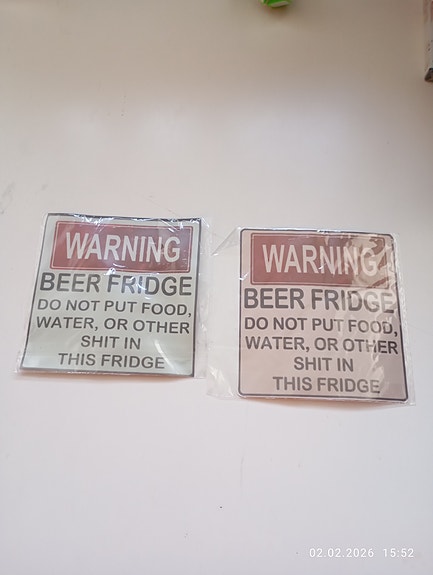 WARNING
BEER FRIDGE
DO NOT PUT FOOD,
WATER, OR OTHER
SHIT IN
THIS FRIDGE
WARNING
BEER FRIDGE
DO NOT PUT FOOD,
WATER, OR OTHER
SHIT IN
THIS FRIDGE
02.02.2026 15:52